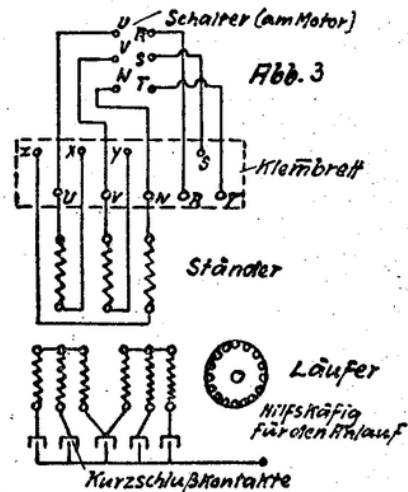 U Schalter (am Motor)
R
V S
W T
Abb. 3
Z X Y S
Klembrett
U V W R T
Ständer
Läufer
Hilfskäfig
für den Anlauf
Kurzschlußkontakte